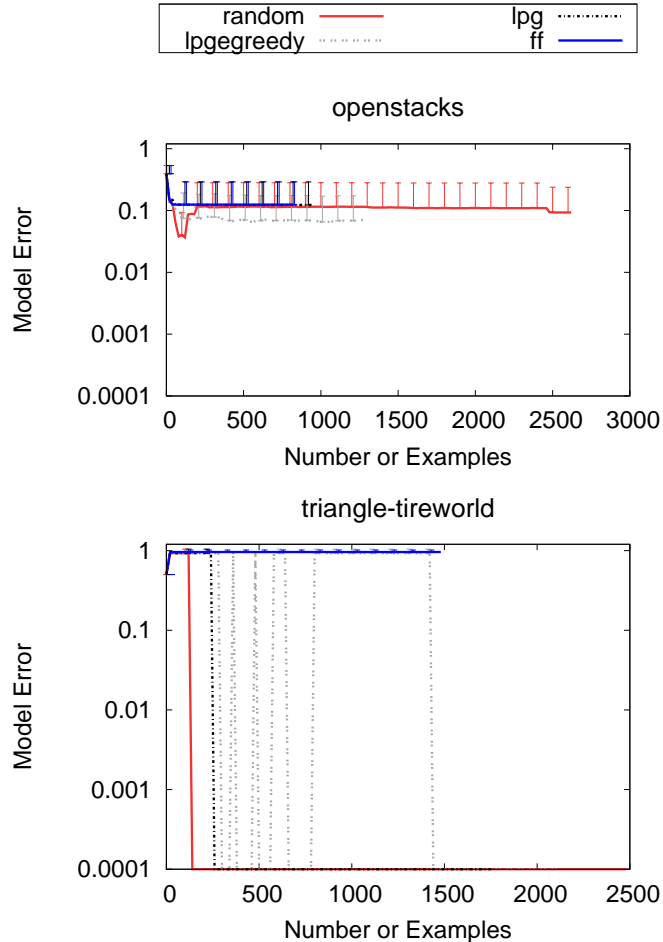 random
lpg
lpgegreedy
ff
openstacks
1
0.1
0.01
0.001
0.0001
Model Error
0 500 1000 1500 2000 2500 3000
Number or Examples
triangle-tireworld
1
0.1
0.01
0.001
0.0001
Model Error
0 500 1000 1500 2000 2500
Number or Examples